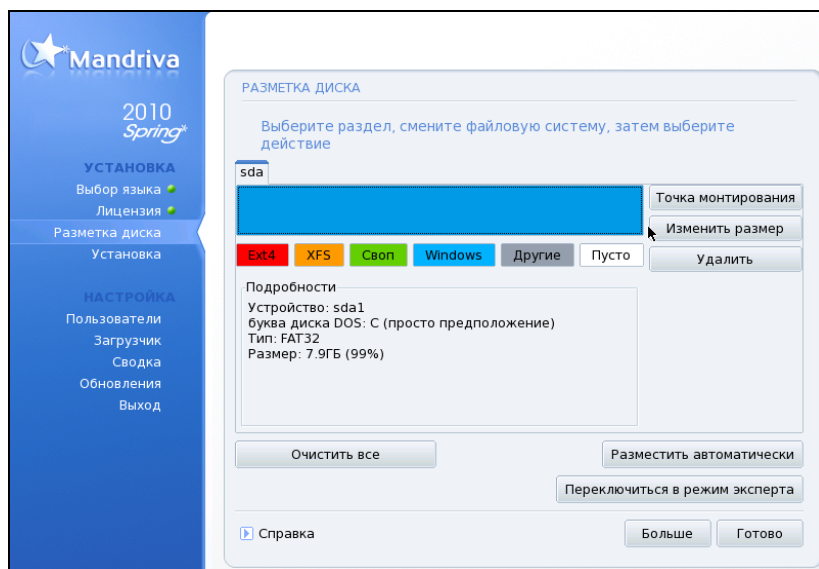 Mandriva
2010
Spring
УСТАНОВКА
Выбор языка
Лицензия
Разметка диска
Установка
НАСТРОЙКА
Пользователи
Загрузчик
Сводка
Обновления
Выход
РАЗМЕТКА ДИСКА
Выберите раздел, смените файловую систему, затем выберите
действие
sda
Точка монтирования
Изменить размер
Удалить
Ext4 XFS Своп Windows Другие Пусто
Подробности
Устройство: sda1
буква диска DOS: C (просто предположение)
Тип: FAT32
Размер: 7.9ГБ (99%)
Очистить все Разместить автоматически
Переключиться в режим эксперта
Справка Больше Готово